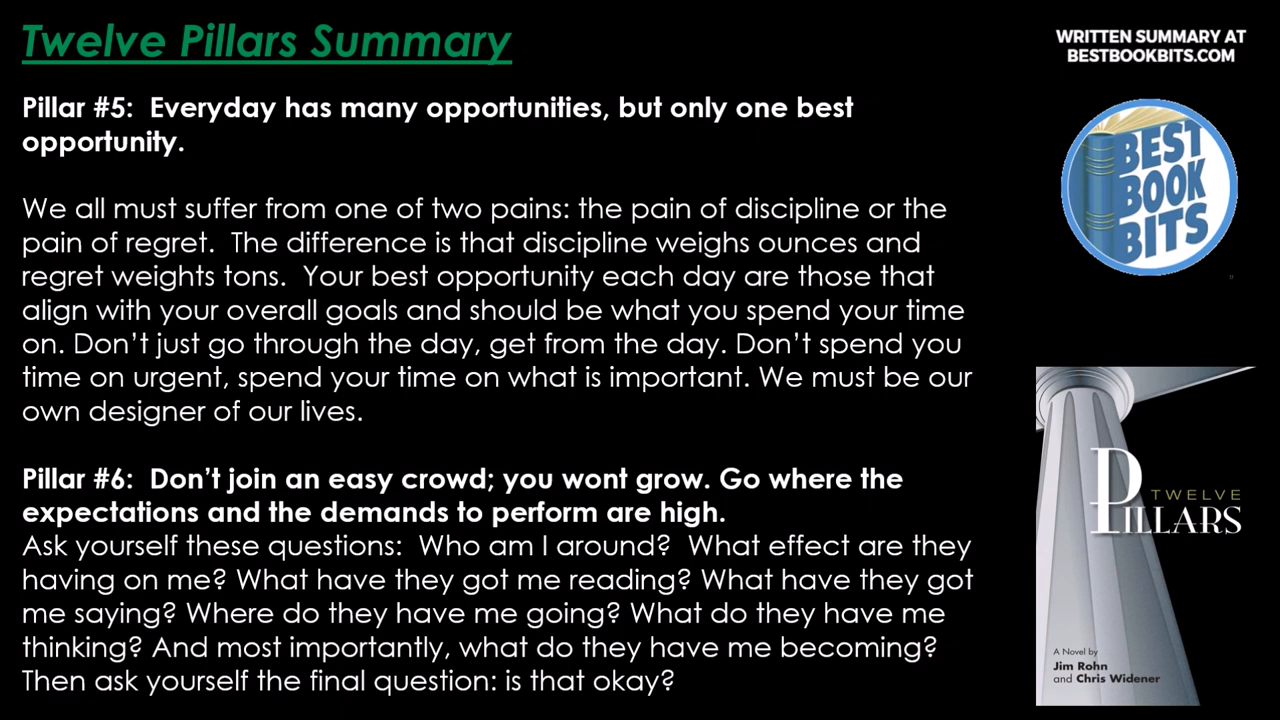 Twelve Pillars Summary
WRITTEN SUMMARY AT
BESTBOOKBITS.COM
Pillar #5:  Everyday has many opportunities, but only one best
opportunity.
We all must suffer from one of two pains: the pain of discipline or the
pain of regret.  The difference is that discipline weighs ounces and
regret weights tons.  Your best opportunity each day are those that
align with your overall goals and should be what you spend your time
on. Don’t just go through the day, get from the day. Don’t spend you
time on urgent, spend your time on what is important. We must be our
own designer of our lives.
Pillar #6:  Don’t join an easy crowd; you wont grow. Go where the
expectations and the demands to perform are high.
Ask yourself these questions:  Who am I around?  What effect are they
having on me? What have they got me reading? What have they got
me saying? Where do they have me going? What do they have me
thinking? And most importantly, what do they have me becoming?
Then ask yourself the final question: is that okay?
BEST
BOOK
BITS
TWELVE
PILLARS
A Novel by
Jim Rohn
and Chris Widener